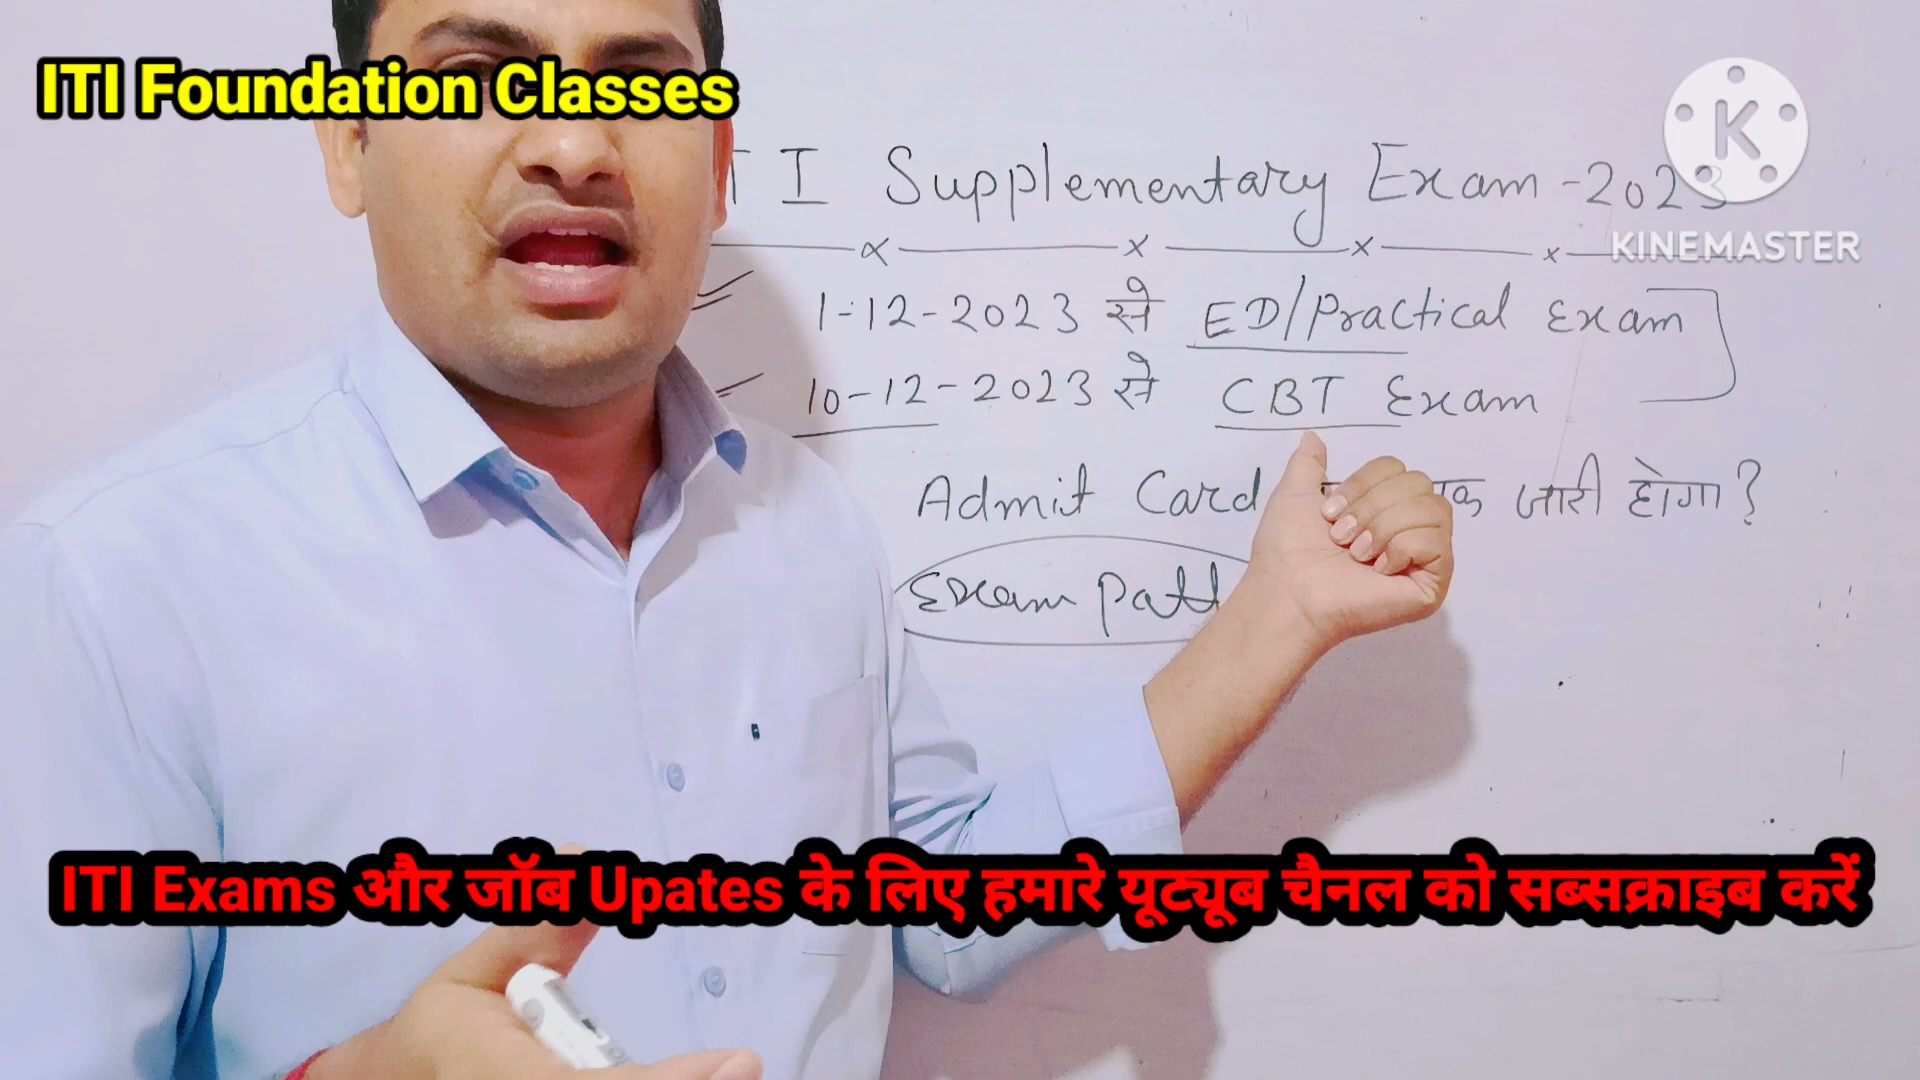 ITI Foundation Classes
I Supplementary Exam - 2023
KINEMASTER
1-12-2023 से ED/Practical Exam
10-12-2023 से CBT Exam
Admit Card जारी होगा?
Exam
ITI Exams और जॉब Upates के लिए हमारे यूट्यूब चैनल को सब्सक्राइब करें